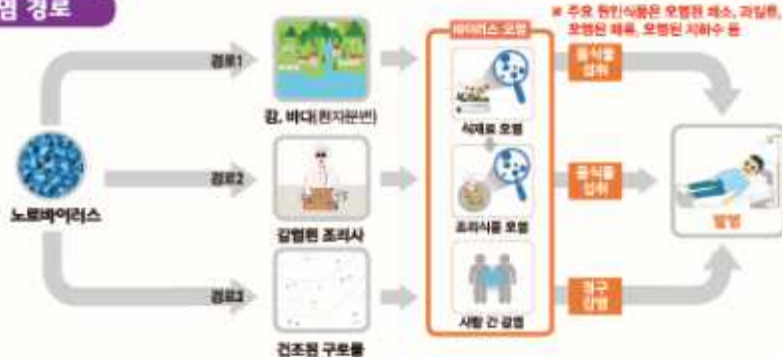 염 경로
※ 주요 원인식품은 오염된 채소, 과일류,
오염된 패류, 오염된 지하수 등
바이러스 오염
경로1
강, 바다(환자분변)
식재료 오염
음식물
섭취
노로바이러스
경로2
감염된 조리사
조리식품 오염
음식물
섭취
발병
경로3
건조된 구토물
사람 간 감염
경구
감염